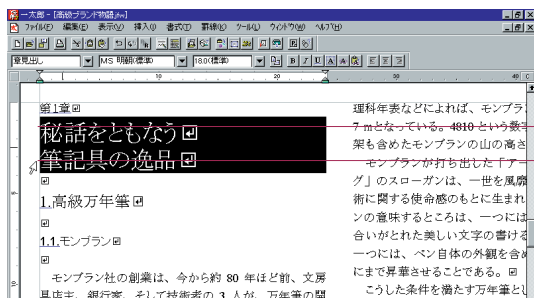 一太郎 - [高級ブランド物語.jtw]
ファイル(F) 編集(E) 表示(V) 挿入(I) 書式(T) 罫線(K) ツール(L) ウィンドウ(W) ヘルプ(H)
章見出し MS 明朝(標準) 18.0(標準) B I U A A
10 20 30 40
第1章
秘話をともなう
筆記具の逸品
1.高級万年筆
1.1.モンブラン
モンブラン社の創業は、今から約 80 年ほど前、文房
具店主、銀行家、そして技術者の 3 人が、万年筆の開
理科年表などによれば、モンブラン
7 mとなっている。4810 という数字
架も含めたモンブランの山の高さ
モンブランが打ち出した「アー
グ」のスローガンは、一世を風靡
術に関する使命感のもとに生まれ
ンの意味するところは、一つには
合いがとれた美しい文字の書ける
一つには、ペン自体の外観を含め
にまで昇華させることである。
こうした条件を満たす万年筆とし